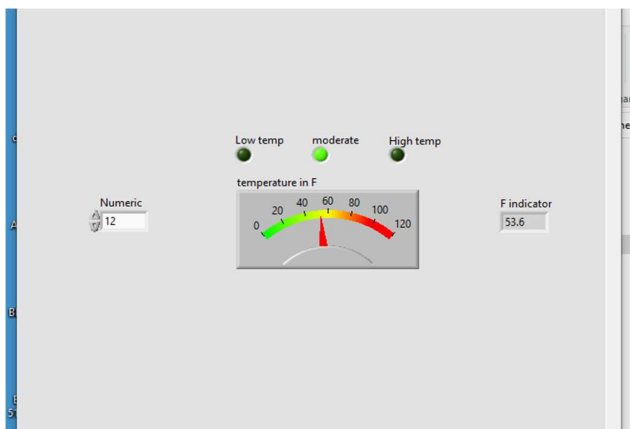 Low temp moderate High temp
temperature in F
Numeric
12
0 20 40 60 80 100 120
F indicator
53.6